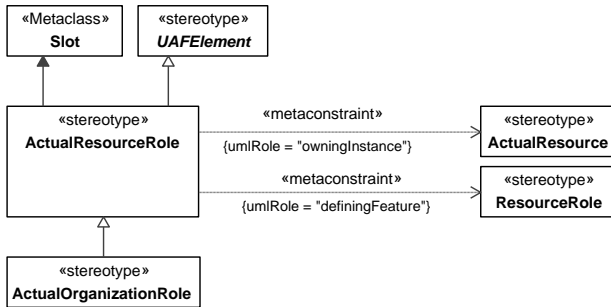 «Metaclass»
Slot
«stereotype»
UAFElement
«stereotype»
ActualResourceRole
«metaconstraint»
{umlRole = "owningInstance"}
«stereotype»
ActualResource
«metaconstraint»
{umlRole = "definingFeature"}
«stereotype»
ResourceRole
«stereotype»
ActualOrganizationRole